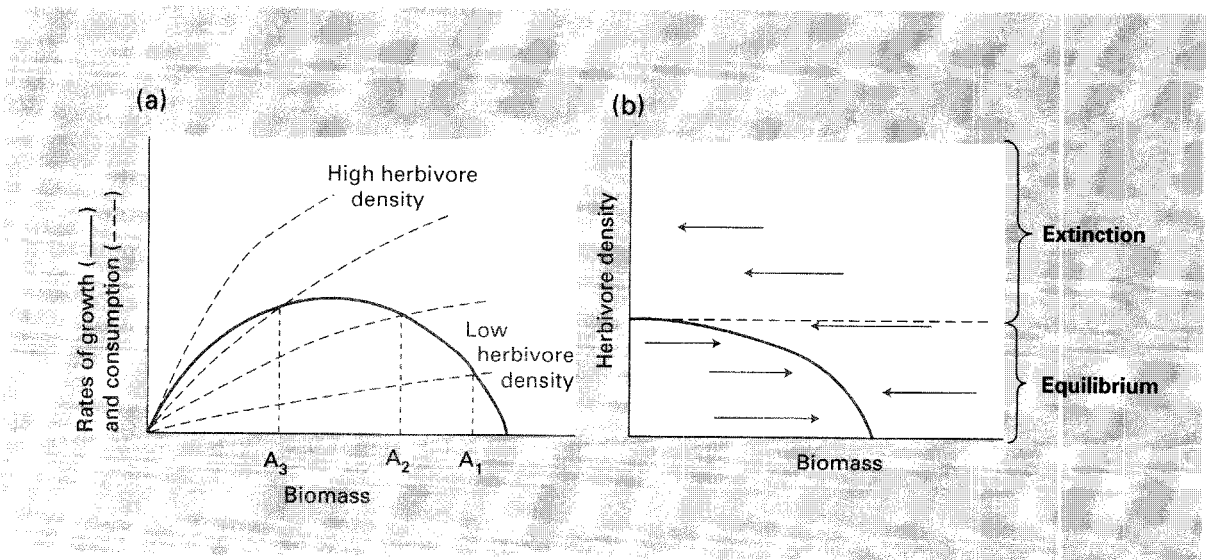 (a)
Rates of growth (——)
and consumption (– – –)
High herbivore
density
Low
herbivore
density
A3
A2
A1
Biomass
(b)
Herbivore density
Extinction
Equilibrium
Biomass